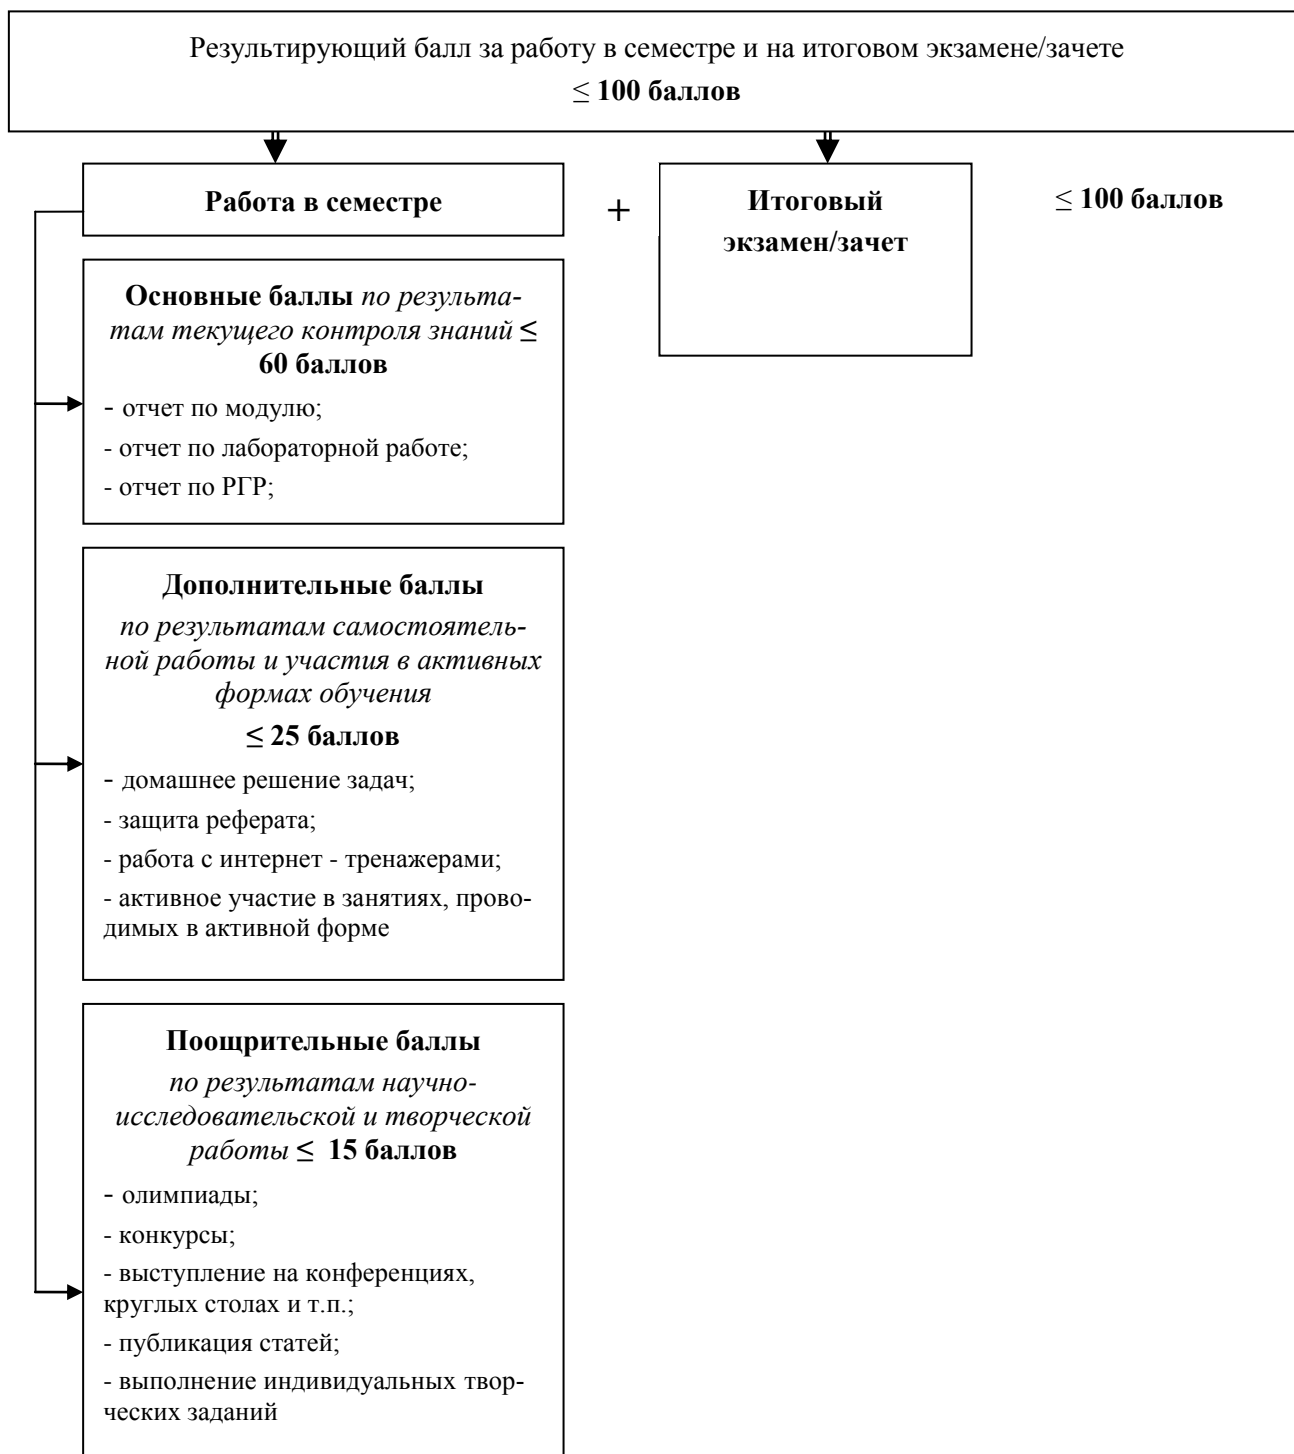 Результирующий балл за работу в семестре и на итоговом экзамене/зачете
≤ 100 баллов
Работа в семестре
+
Итоговый
экзамен/зачет
≤ 100 баллов
Основные баллы по результа-
там текущего контроля знаний ≤
60 баллов
- отчет по модулю;
- отчет по лабораторной работе;
- отчет по РГР;
Дополнительные баллы
по результатам самостоятель-
ной работы и участия в активных
формах обучения
≤ 25 баллов
- домашнее решение задач;
- защита реферата;
- работа с интернет - тренажерами;
- активное участие в занятиях, прово-
димых в активной форме
Поощрительные баллы
по результатам научно-
исследовательской и творческой
работы ≤ 15 баллов
- олимпиады;
- конкурсы;
- выступление на конференциях,
круглых столах и т.п.;
- публикация статей;
- выполнение индивидуальных твор-
ческих заданий